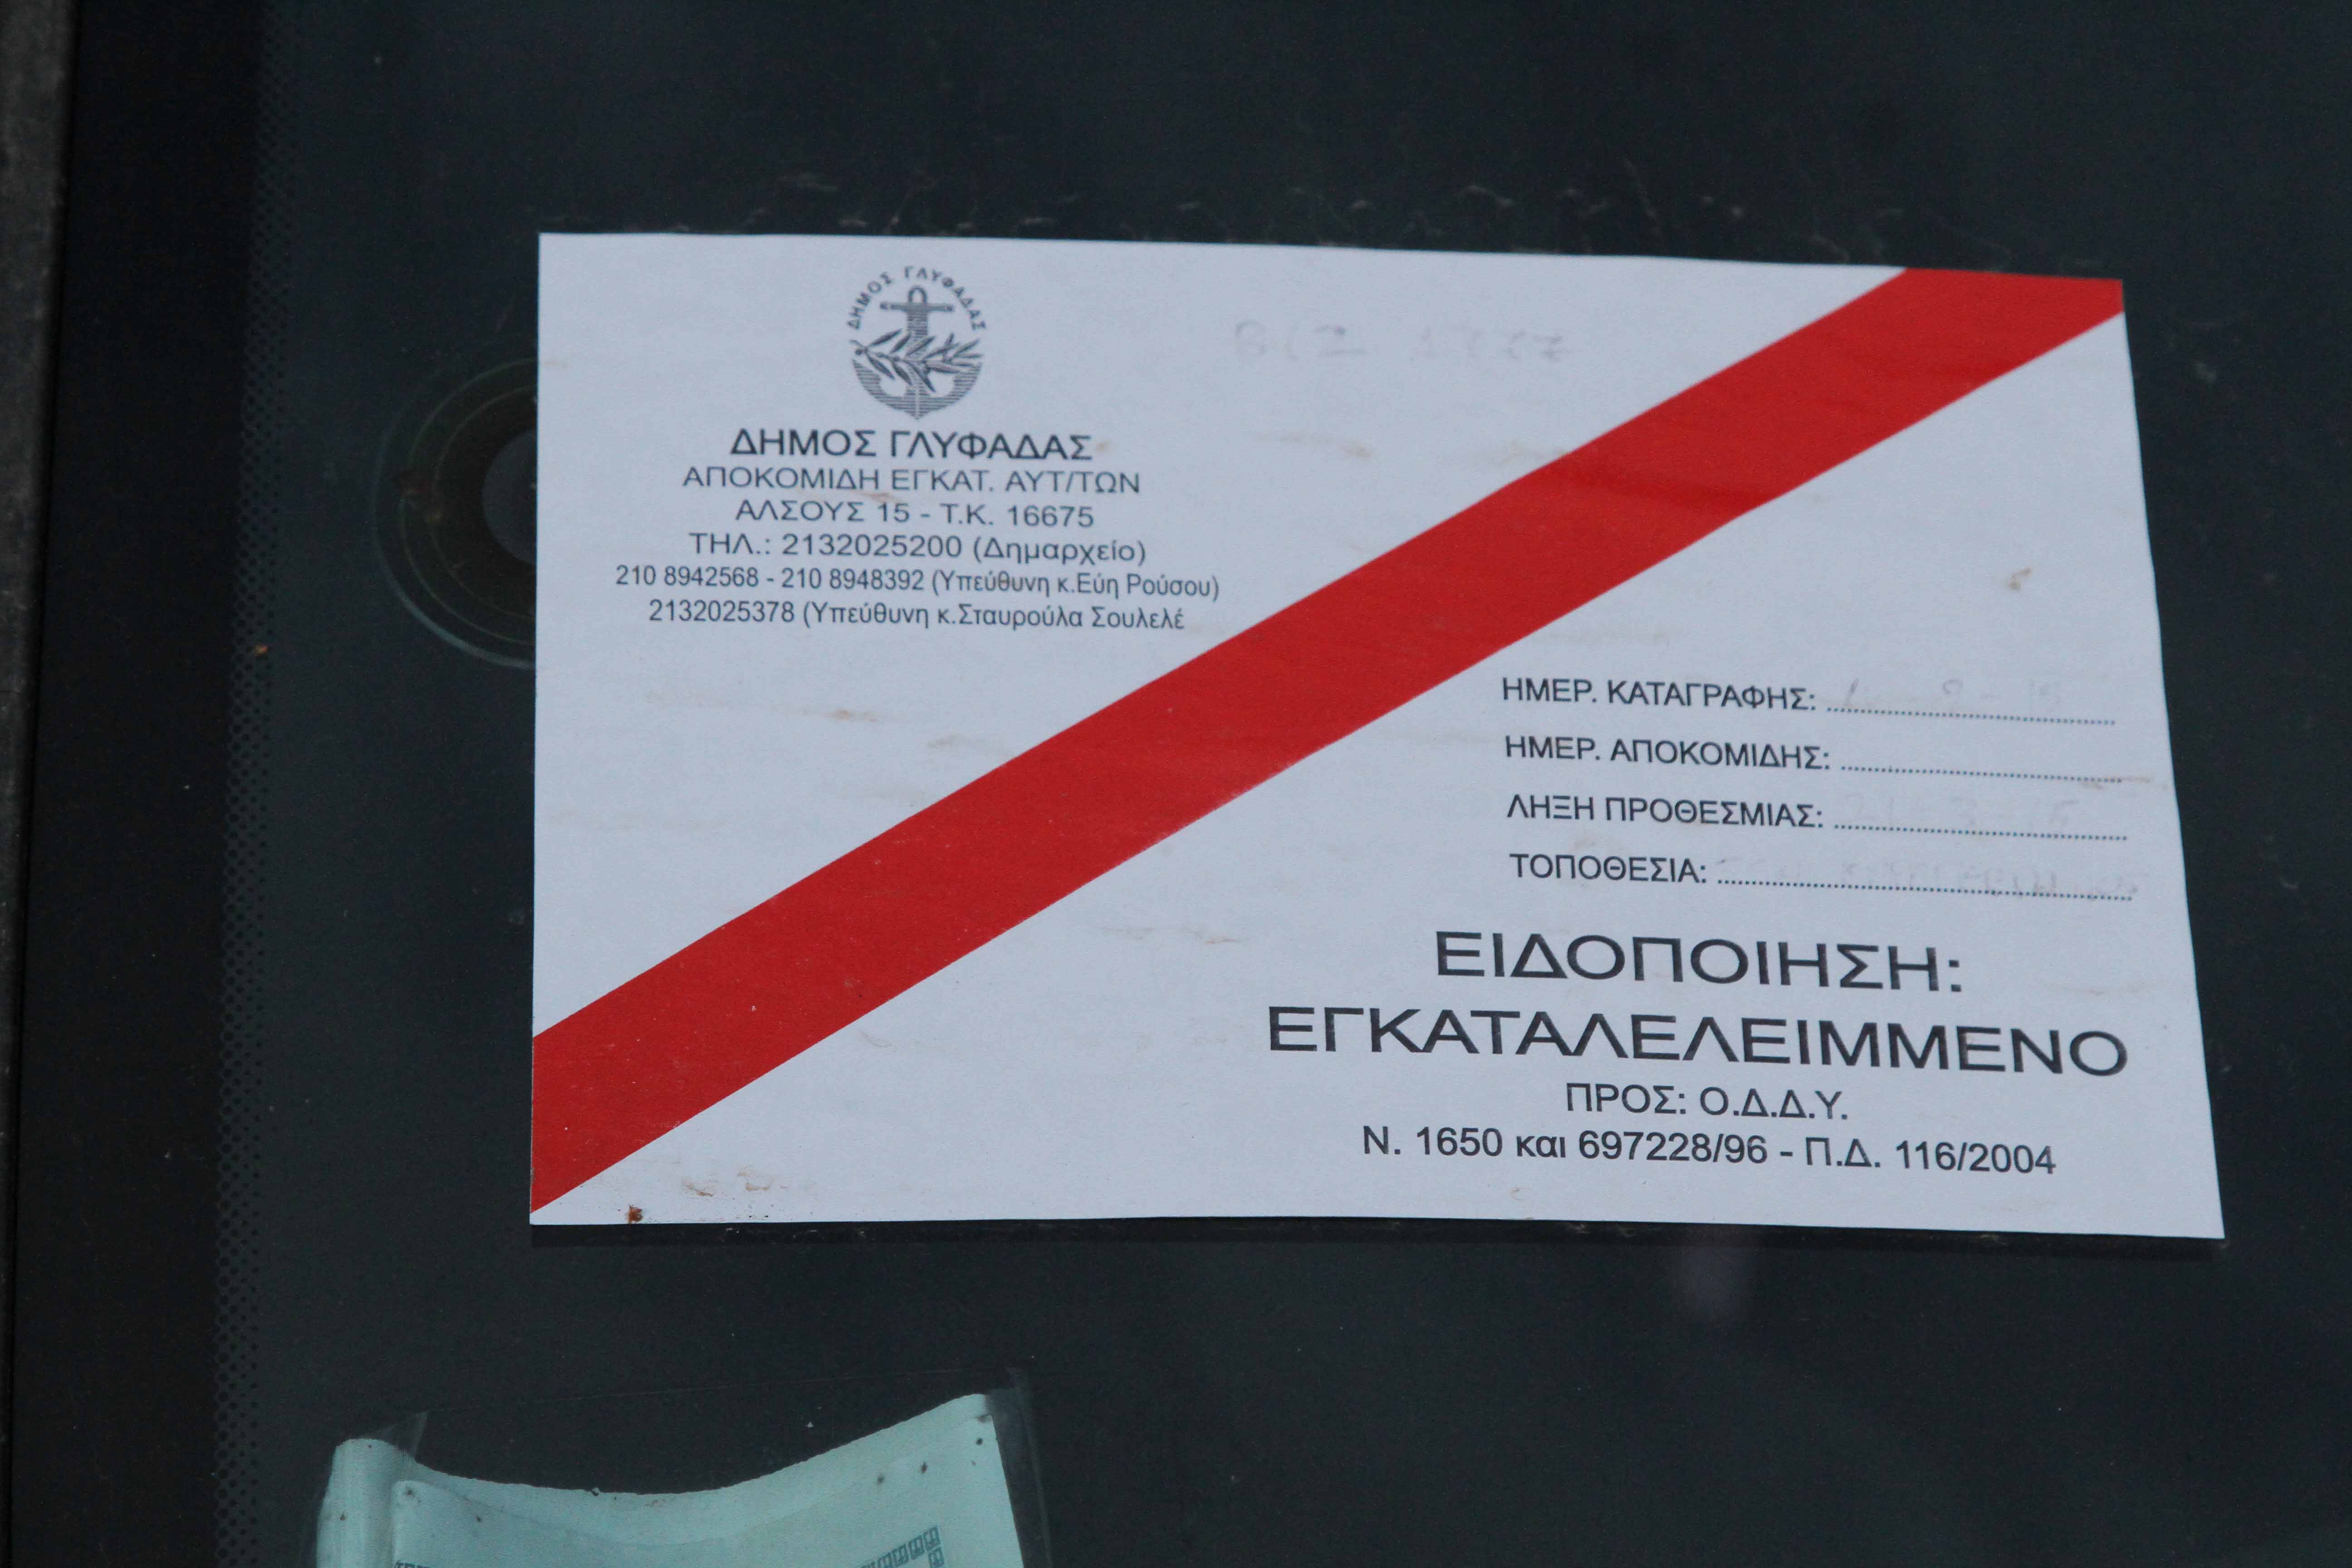 ΔΗΜΟΣ ΓΛΥΦΑΔΑΣ
ΔΗΜΟΣ ΓΛΥΦΑΔΑΣ
ΑΠΟΚΟΜΙΔΗ ΕΓΚΑΤ. ΑΥΤ/ΤΩΝ
ΑΛΣΟΥΣ 15 - Τ.Κ. 16675
ΤΗΛ.: 2132025200 (Δημαρχείο)
210 8942568 - 210 8948392 (Υπεύθυνη κ.Εύη Ρούσου)
2132025378 (Υπεύθυνη κ.Σταυρούλα Σουλελέ
ΗΜΕΡ. ΚΑΤΑΓΡΑΦΗΣ:
ΗΜΕΡ. ΑΠΟΚΟΜΙΔΗΣ:
ΛΗΞΗ ΠΡΟΘΕΣΜΙΑΣ:
ΤΟΠΟΘΕΣΙΑ:
ΕΙΔΟΠΟΙΗΣΗ:
ΕΓΚΑΤΑΛΕΛΕΙΜΜΕΝΟ
ΠΡΟΣ: Ο.Δ.Δ.Υ.
Ν. 1650 και 697228/96 - Π.Δ. 116/2004